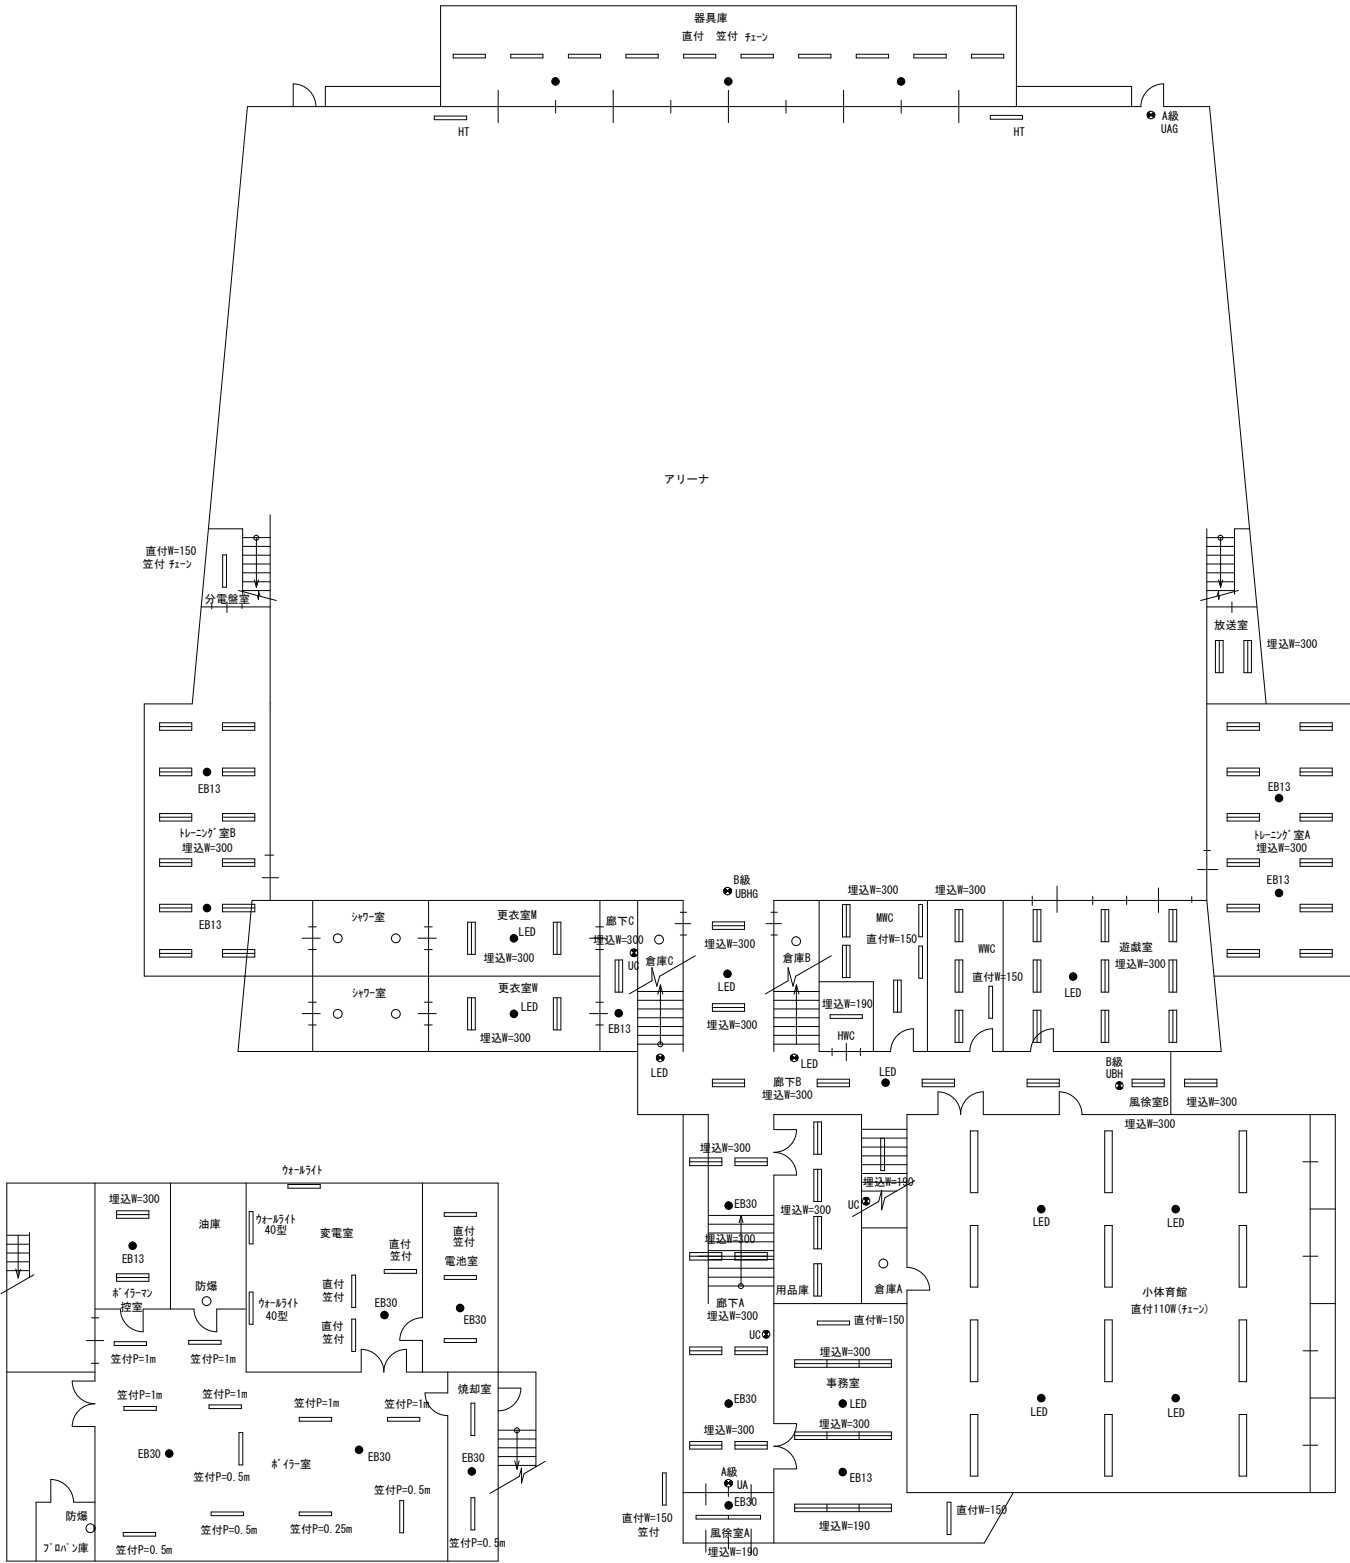 器具庫
直付　笠付 ﾁｪｰﾝ
HT
HT
A級
UAG
アリーナ
直付W=150
笠付 ﾁｪｰﾝ
分電盤室
放送室
埋込W=300
EB13
ﾄﾚｰﾆﾝｸﾞ室B
埋込W=300
EB13
EB13
ﾄﾚｰﾆﾝｸﾞ室A
埋込W=300
EB13
B級
UBHG
ｼｬﾜｰ室
更衣室M
LED
埋込W=300
廊下C
埋込W=300
UC
倉庫C
埋込W=300
LED
倉庫B
埋込W=300
MWC
直付W=150
埋込W=300
WWC
直付W=150
遊戯室
埋込W=300
LED
ｼｬﾜｰ室
更衣室W
LED
埋込W=300
EB13
埋込W=300
埋込W=190
HWC
LED
LED
LED
廊下B
埋込W=300
B級
UBH
風徐室B
埋込W=300
埋込W=300
埋込W=300
EB30
埋込W=300
埋込W=300
埋込W=190
UC
用品庫
倉庫A
廊下A
埋込W=300
UC
直付W=150
埋込W=300
事務室
LED
EB30
埋込W=300
埋込W=300
EB13
A級
UA
EB30
風徐室A
埋込W=190
直付W=150
笠付
埋込W=190
直付W=150
LED
LED
小体育館
直付110W(ﾁｪｰﾝ)
LED
LED
ｳｫｰﾙﾗｲﾄ
埋込W=300
EB13
ﾎﾞｲﾗｰﾏﾝ
控室
油庫
防爆
ｳｫｰﾙﾗｲﾄ
40型
変電室
直付
笠付
直付
笠付
電池室
ｳｫｰﾙﾗｲﾄ
40型
直付
笠付
直付
笠付
EB30
EB30
笠付P=1m
笠付P=1m
笠付P=1m
笠付P=1m
笠付P=1m
焼却室
EB30
笠付P=0.5m
ﾎﾞｲﾗｰ室
EB30
EB30
笠付P=0.5m
防爆
ﾌﾟﾛﾊﾟﾝ庫
笠付P=0.5m
笠付P=0.5m
笠付P=0.25m
笠付P=0.5m